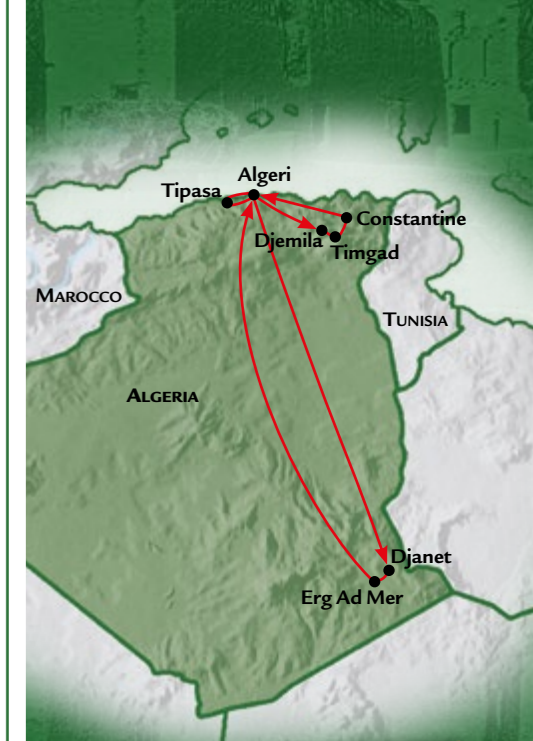 Algeri
Tipasa
Constantine
Djemila
Timgad
MAROCCO
TUNISIA
ALGERIA
Djanet
Erg Ad Mer